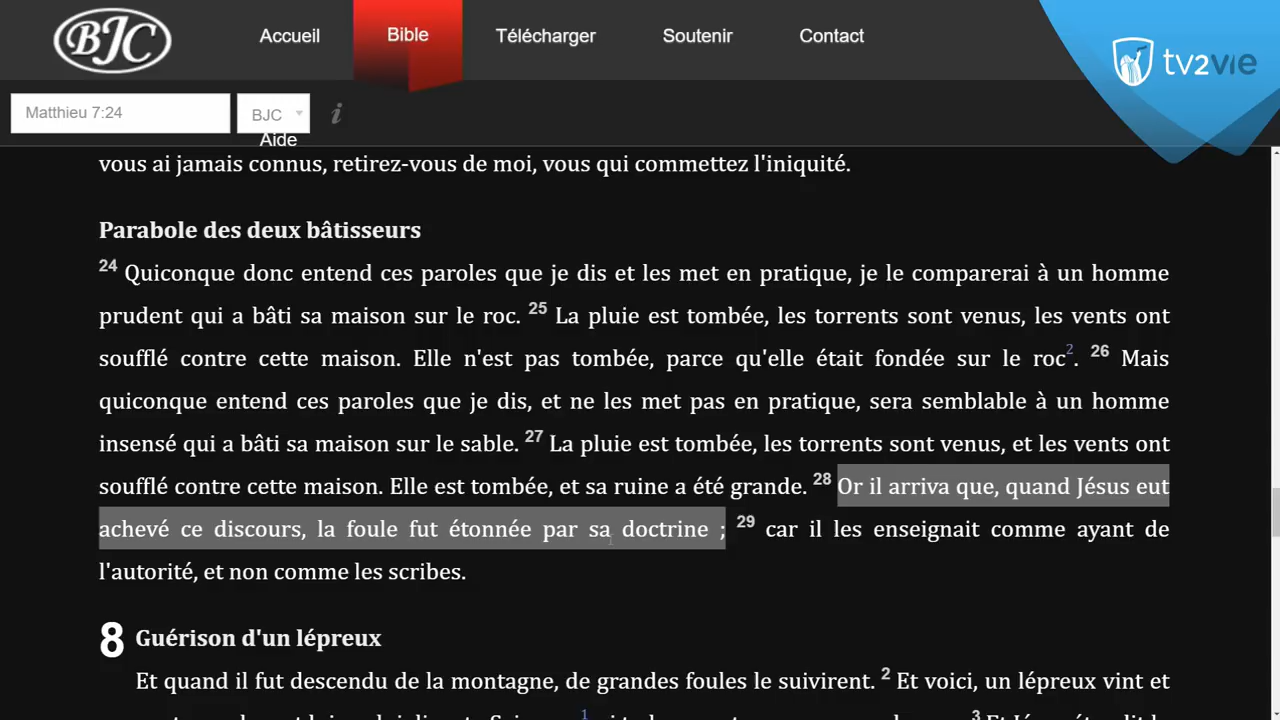 BJC
Accueil
Bible
Télécharger
Soutenir
Contact
tv2vie
Matthieu 7:24
BJC
i
Aide
vous ai jamais connus, retirez-vous de moi, vous qui commettez l'iniquité.
Parabole des deux bâtisseurs
24 Quiconque donc entend ces paroles que je dis et les met en pratique, je le comparerai à un homme
prudent qui a bâti sa maison sur le roc. 25 La pluie est tombée, les torrents sont venus, les vents ont
soufflé contre cette maison. Elle n'est pas tombée, parce qu'elle était fondée sur le roc2. 26 Mais
quiconque entend ces paroles que je dis, et ne les met pas en pratique, sera semblable à un homme
insensé qui a bâti sa maison sur le sable. 27 La pluie est tombée, les torrents sont venus, et les vents ont
soufflé contre cette maison. Elle est tombée, et sa ruine a été grande. 28 Or il arriva que, quand Jésus eut
achevé ce discours, la foule fut étonnée par sa doctrine ; 29 car il les enseignait comme ayant de
l'autorité, et non comme les scribes.
8 Guérison d'un lépreux
Et quand il fut descendu de la montagne, de grandes foules le suivirent. 2 Et voici, un lépreux vint et
1 3